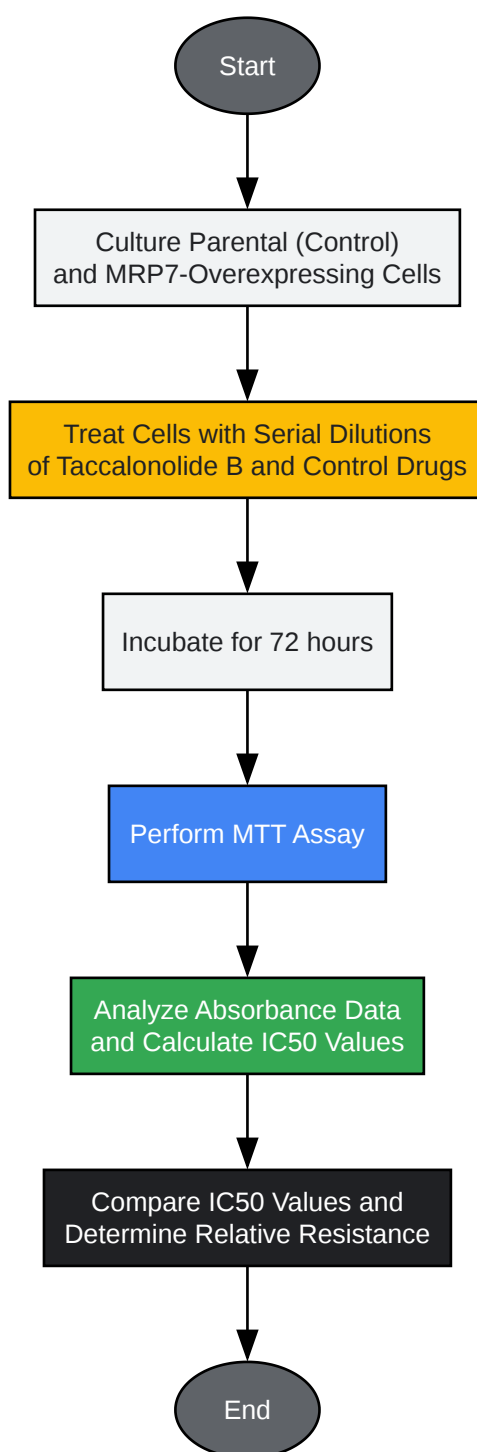 Start
Culture Parental (Control)
and MRP7-Overexpressing Cells
Treat Cells with Serial Dilutions
of Taccalonolide B and Control Drugs
Incubate for 72 hours
Perform MTT Assay
Analyze Absorbance Data
and Calculate IC50 Values
Compare IC50 Values and
Determine Relative Resistance
End